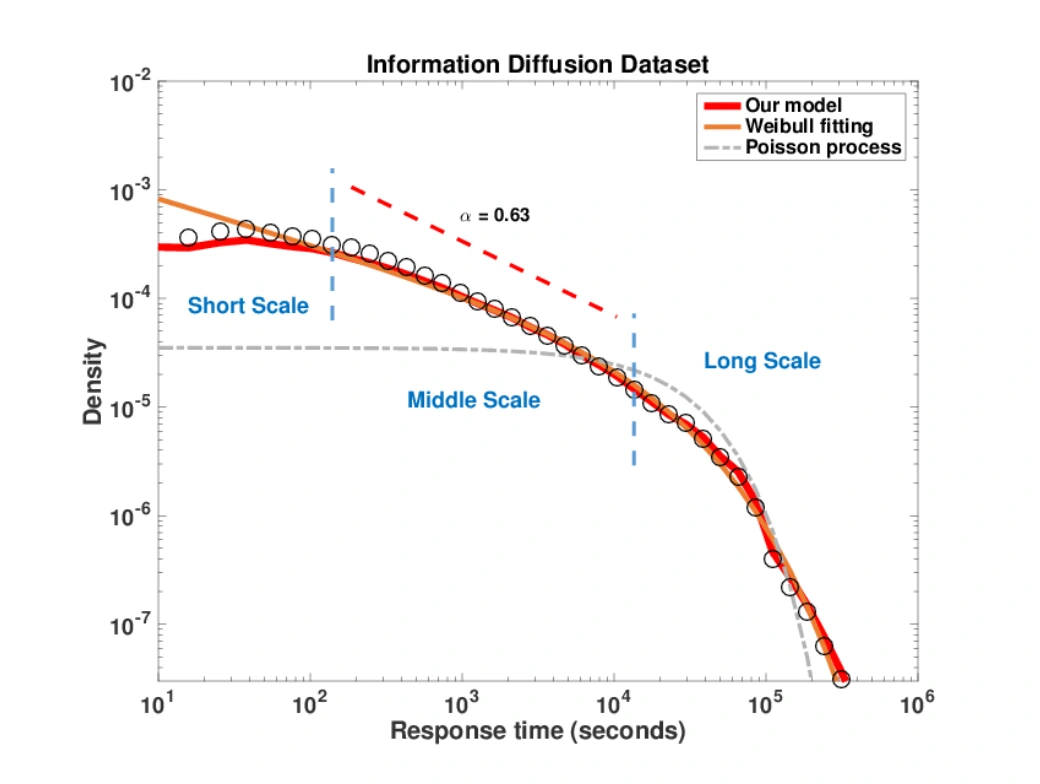 Information Diffusion Dataset
10^-2
10^-3
10^-4
10^-5
10^-6
10^-7
Density
Our model
Weibull fitting
Poisson process
α = 0.63
Short Scale
Middle Scale
Long Scale
10^1 10^2 10^3 10^4 10^5 10^6
Response time (seconds)